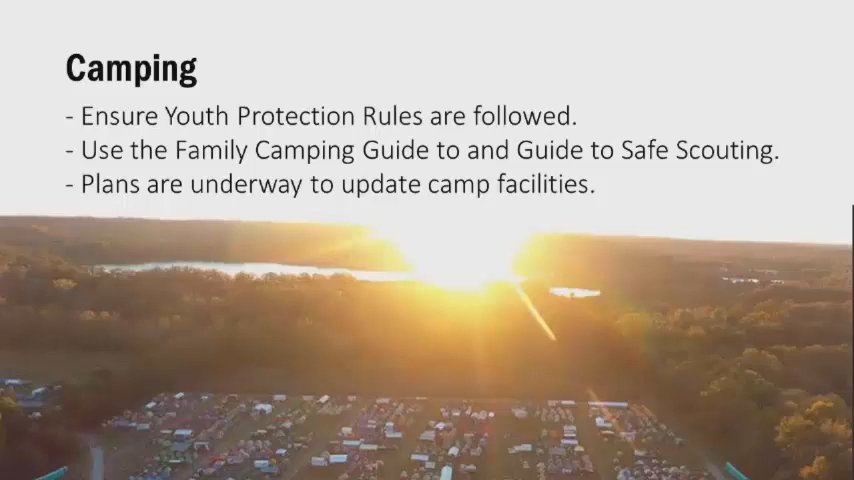 Camping
- Ensure Youth Protection Rules are followed.
- Use the Family Camping Guide to and Guide to Safe Scouting.
- Plans are underway to update camp facilities.